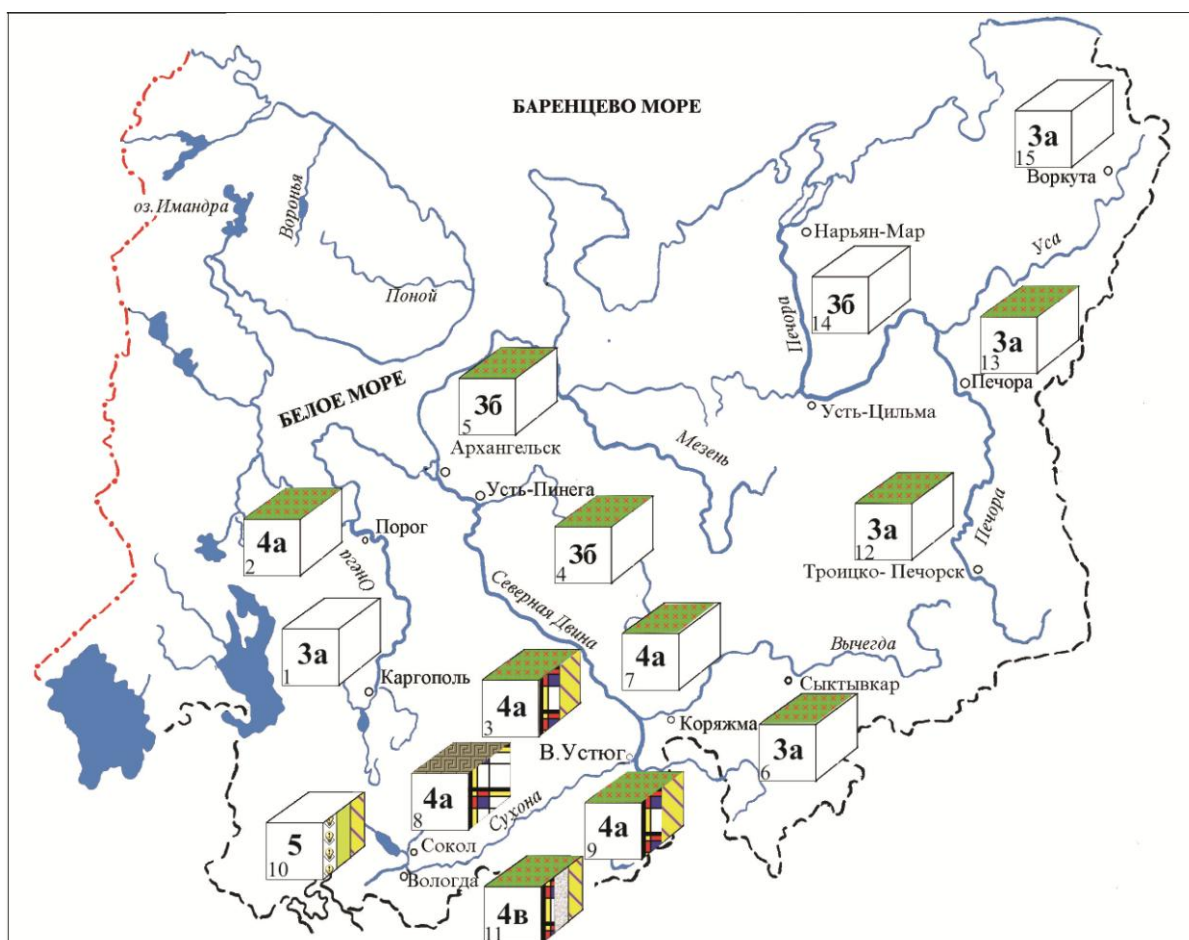 БАРЕНЦЕВО МОРЕ
3а
15
Воркута
оз.Имандра
Воронья
Нарьян-Мар
Уса
Поной
3б
14
Печора
3а
13
Печора
БЕЛОЕ МОРЕ
3б
5
Усть-Цильма
Архангельск
Мезень
Усть-Пинега
4а
2
Порог
3б
4
3а
12
Печора
Троицко- Печорск
Онега
Северная Двина
3а
1
4а
7
Вычегда
Каргополь
4а
3
Сыктывкар
Коряжма
3а
6
В.Устюг
4а
8
Сухона
4а
9
5
10
Сокол
Вологда
4в
11